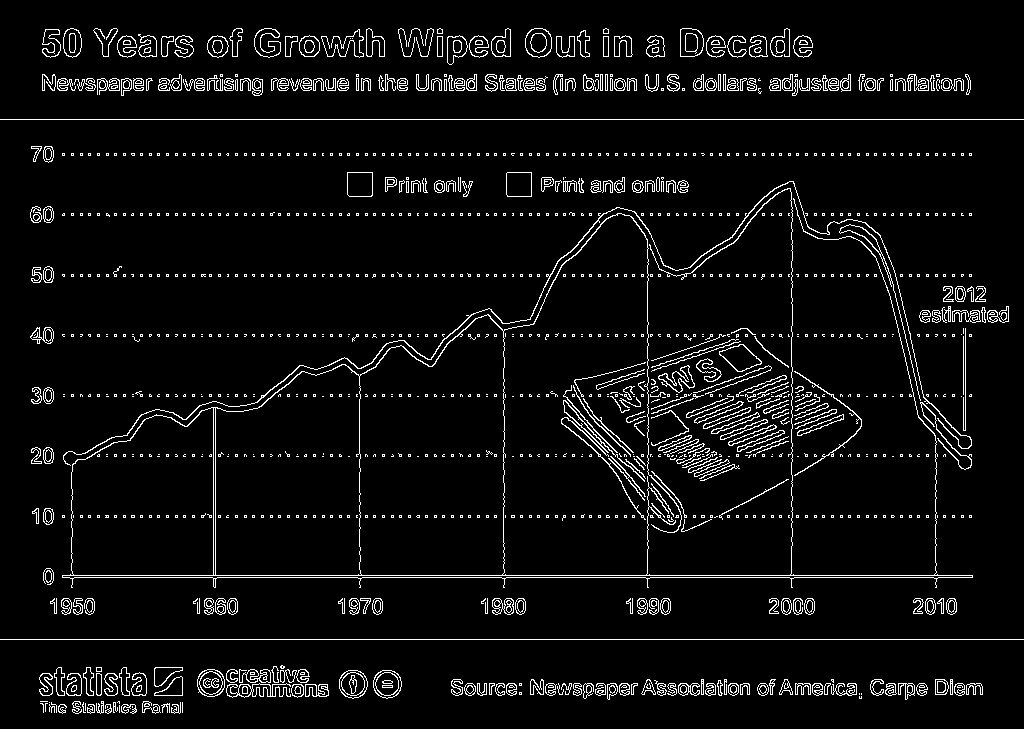 50 Years of Growth Wiped Out in a Decade
Newspaper advertising revenue in the United States (in billion U.S. dollars; adjusted for inflation)
70
Print only
Print and online
60
50
2012
estimated
40
NEWS
30
20
10
0
1950
1960
1970
1980
1990
2000
2010
statista
The Statistics Portal
cc
creative
commons
Source: Newspaper Association of America, Carpe Diem